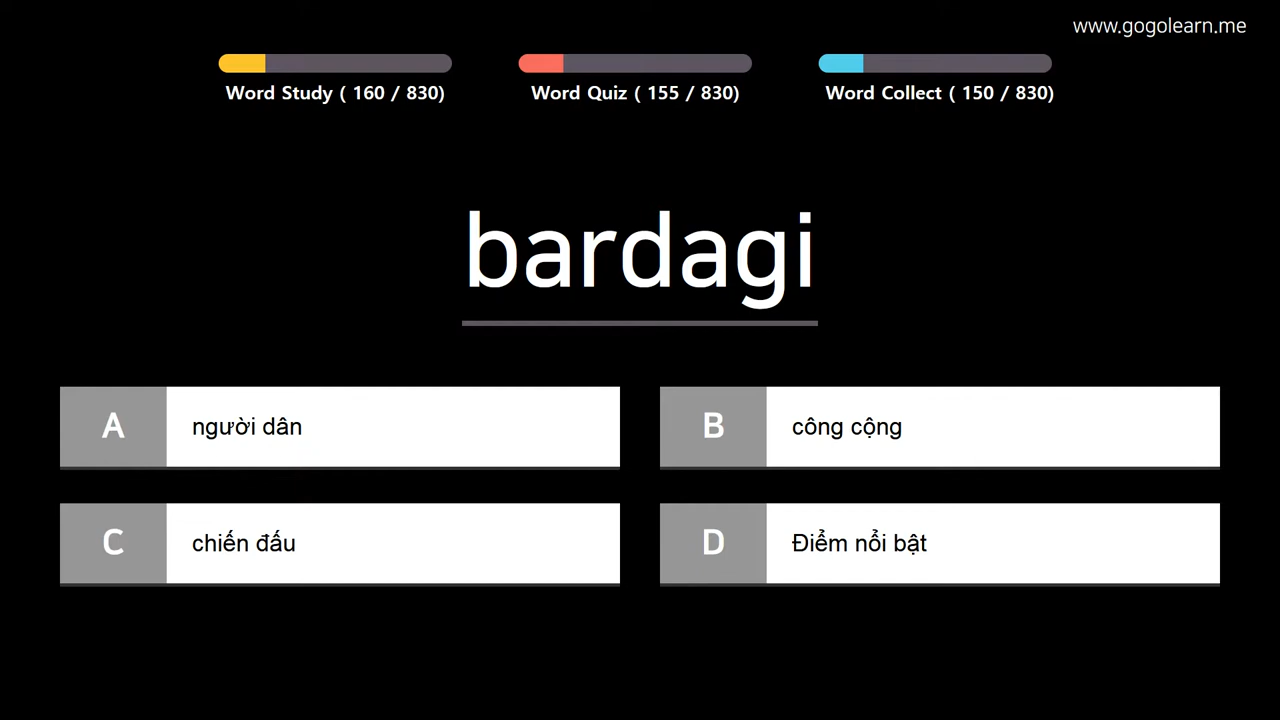 www.gogolearn.me
Word Study ( 160 / 830)
Word Quiz ( 155 / 830)
Word Collect ( 150 / 830)
bardagi
A người dân
B công cộng
C chiến đấu
D Điểm nổi bật